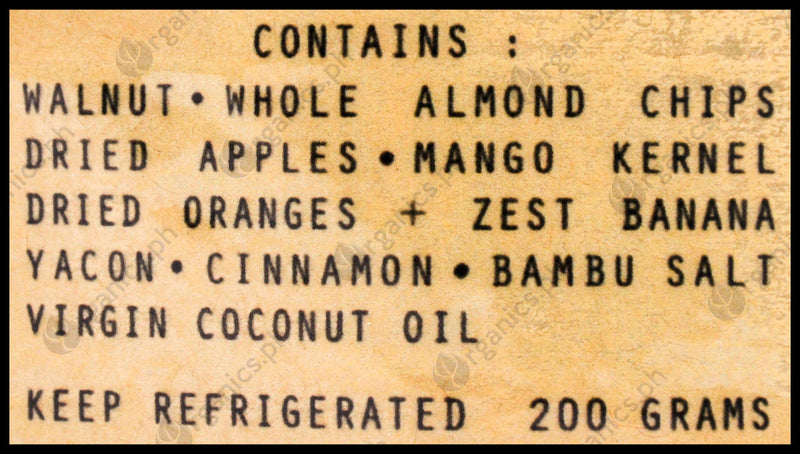 CONTAINS :
WALNUT • WHOLE ALMOND CHIPS
DRIED APPLES • MANGO KERNEL
DRIED ORANGES + ZEST BANANA
YACON • CINNAMON • BAMBU SALT
VIRGIN COCONUT OIL
KEEP REFRIGERATED 200 GRAMS